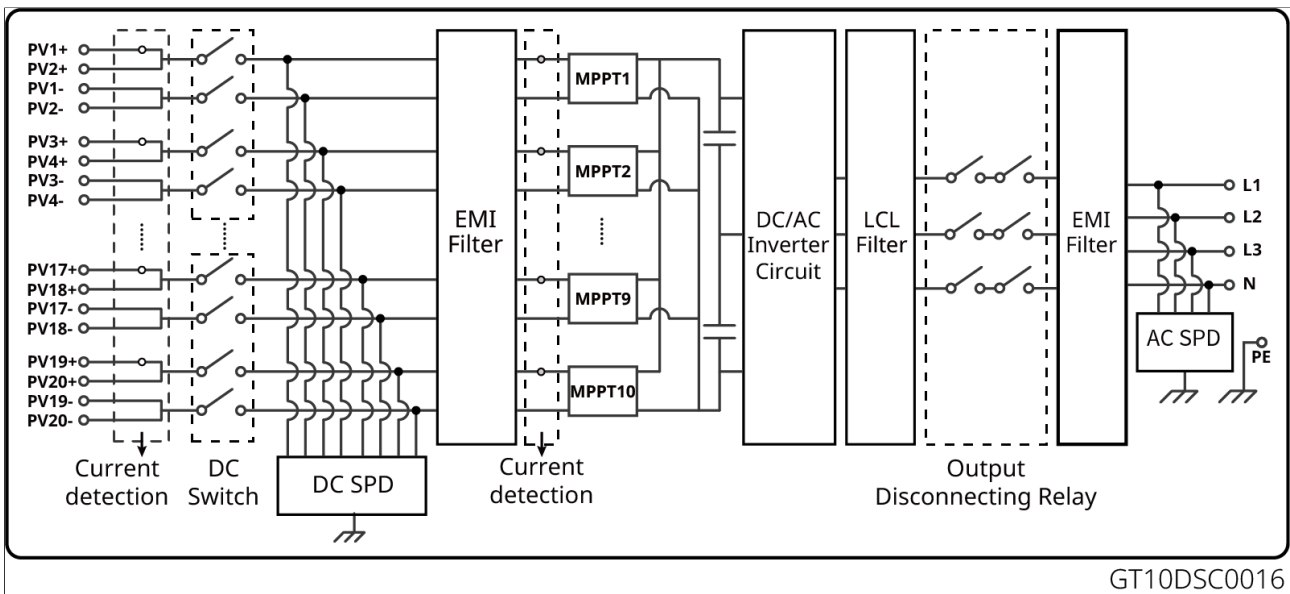 PV1+
PV2+
PV1-
PV2-
PV3+
PV4+
PV3-
PV4-
PV17+
PV18+
PV17-
PV18-
PV19+
PV20+
PV19-
PV20-
Current
detection
DC
Switch
DC SPD
EMI
Filter
Current
detection
MPPT1
MPPT2
MPPT9
MPPT10
DC/AC
Inverter
Circuit
LCL
Filter
Output
Disconnecting Relay
EMI
Filter
L1
L2
L3
N
AC SPD
PE
GT10DSC0016